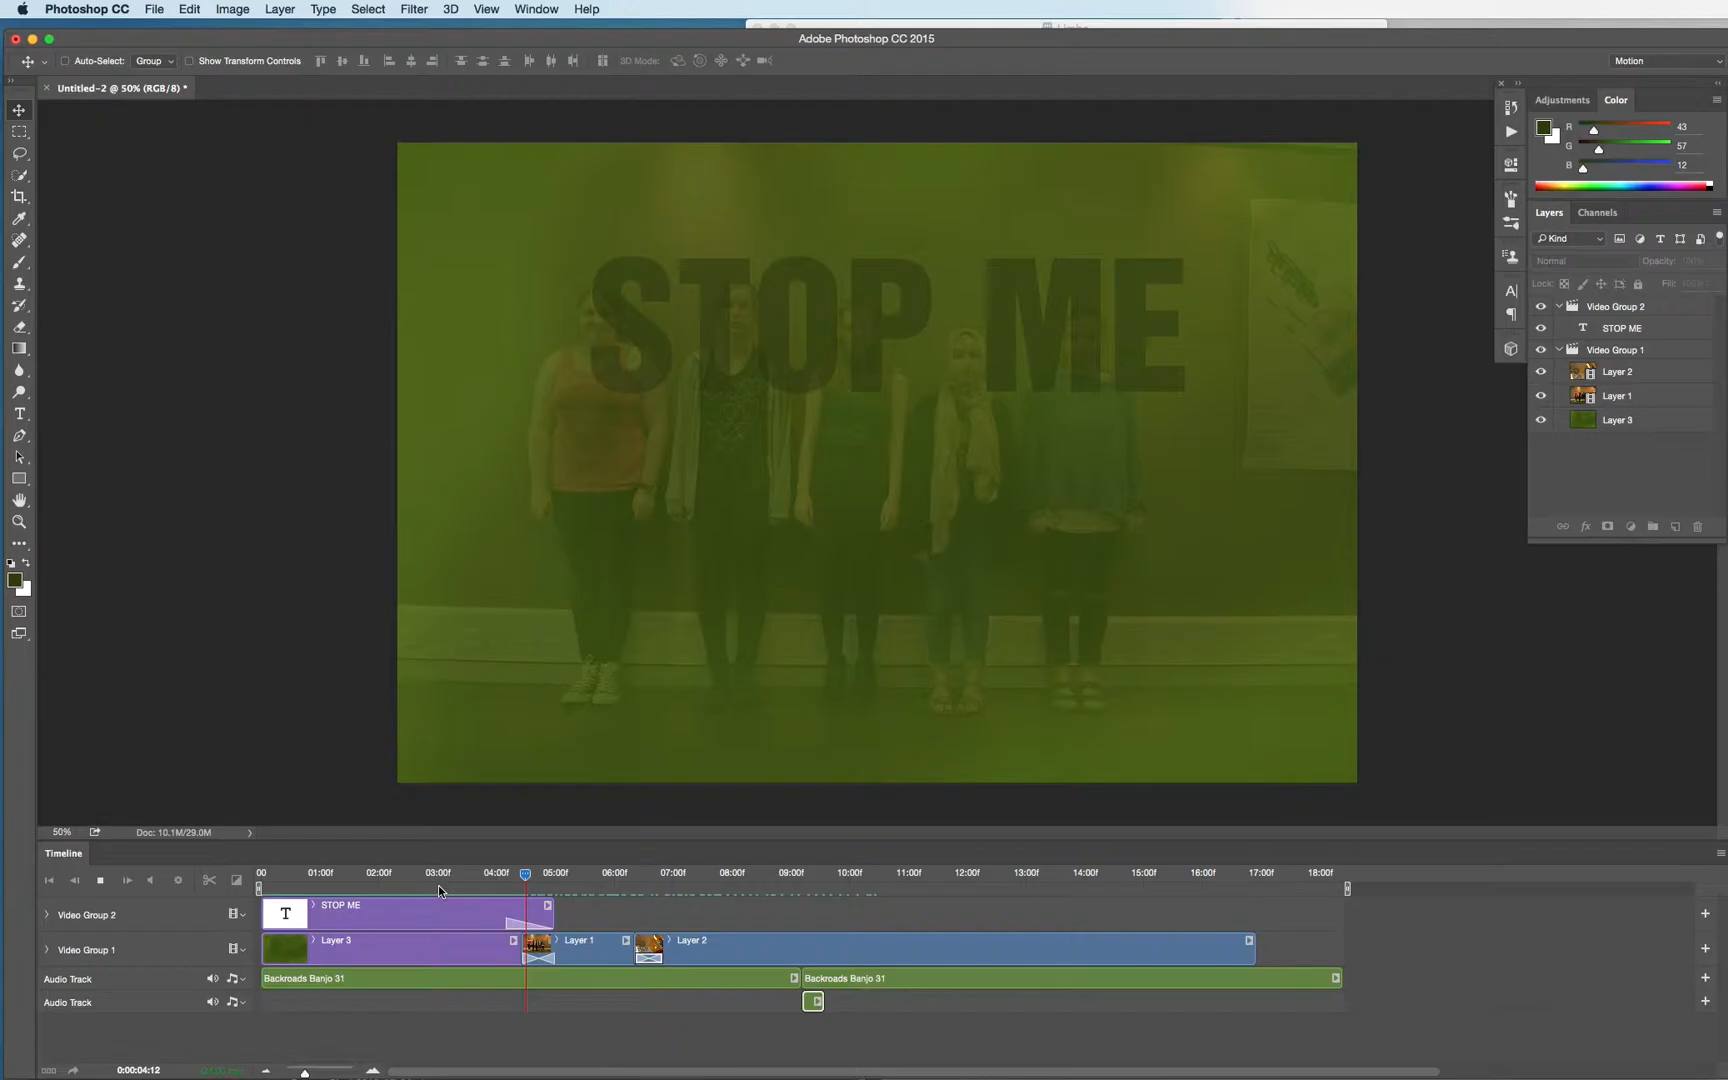 Photoshop CC File Edit Image Layer Type Select Filter 3D View Window Help
Adobe Photoshop CC 2015
Auto-Select: Group Show Transform Controls 3D Mode: Motion
Untitled-2 @ 50% (RGB/8) *
Adjustments Color
R 43
G 57
B 12
Layers Channels
Kind
Normal Opacity: 100%
Lock: Fill: 100%
Video Group 2
STOP ME
Video Group 1
Layer 2
Layer 1
Layer 3
STOP ME
50% Doc: 10.1M/29.0M
Timeline
00 01:00f 02:00f 03:00f 04:00f 05:00f 06:00f 07:00f 08:00f 09:00f 10:00f 11:00f 12:00f 13:00f 14:00f 15:00f 16:00f 17:00f 18:00f
Video Group 2 T STOP ME
Video Group 1 Layer 3 Layer 1 Layer 2
Audio Track Backroads Banjo 31 Backroads Banjo 31
Audio Track
0:00:04:12